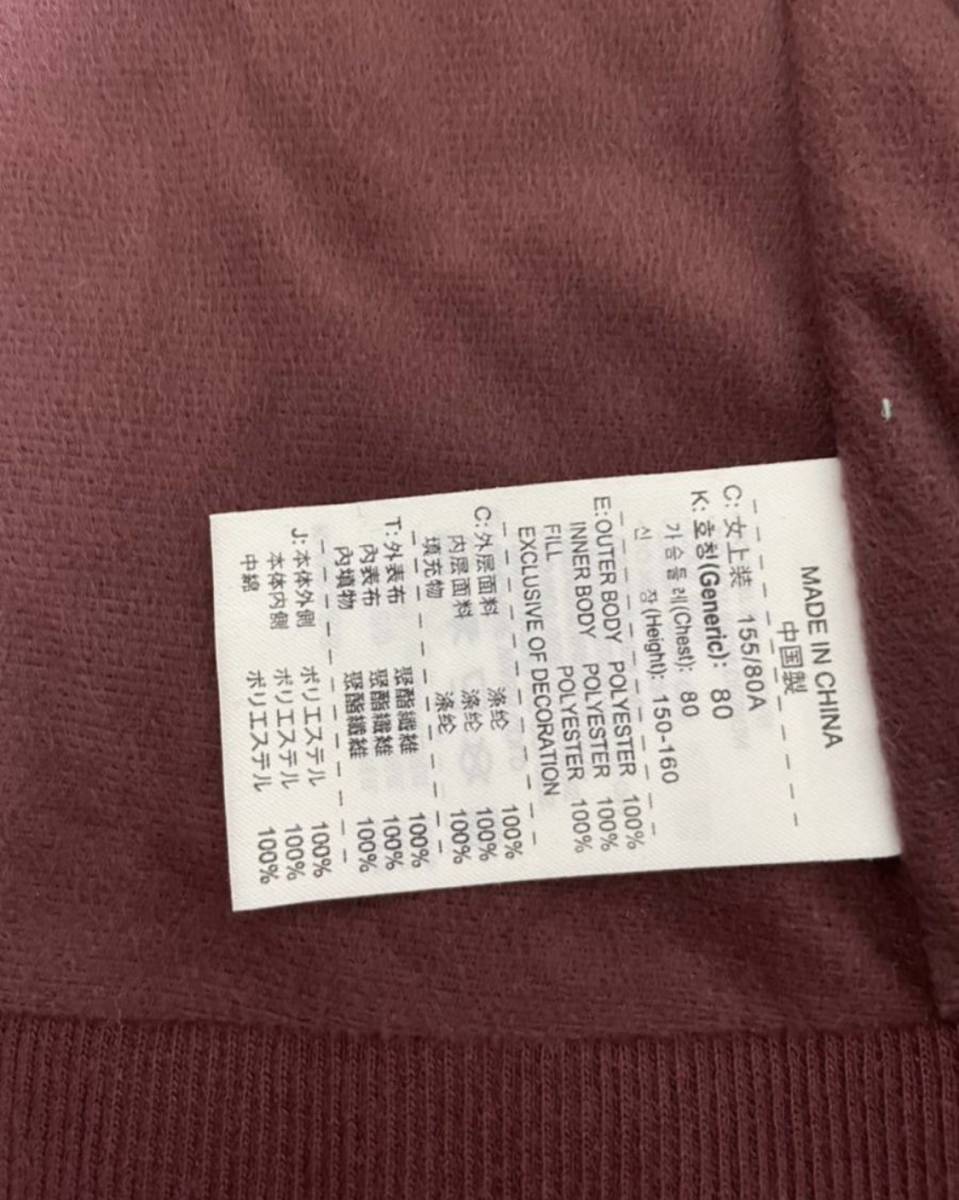 MADE IN CHINA
中国製
C: 女上装 155/80A
K: 호칭(Generic): 80
가슴둘레(Chest): 80
신 장(Height): 150-160
E: OUTER BODY POLYESTER 100%
INNER BODY POLYESTER 100%
FILL POLYESTER 100%
EXCLUSIVE OF DECORATION
C: 外层面料 涤纶 100%
内层面料 涤纶 100%
填充物 涤纶 100%
T: 外表布 聚酯纖維 100%
內表布 聚酯纖維 100%
內填物 聚酯纖維 100%
J: 本体外側 ポリエステル 100%
本体内側 ポリエステル 100%
中綿 ポリエステル 100%